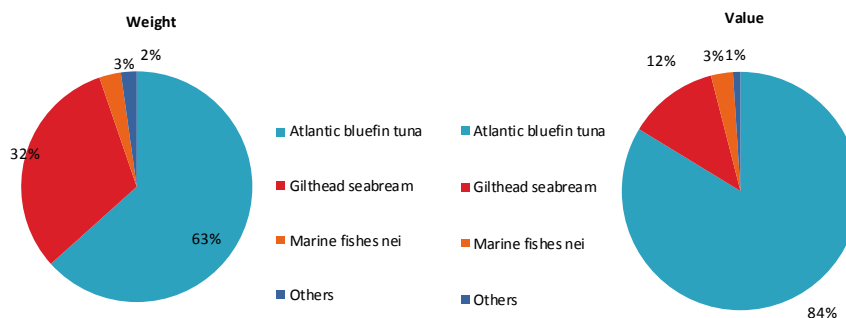 Weight
3%
2%
32%
63%
Atlantic bluefin tuna
Gilthead seabream
Marine fishes nei
Others
Value
12%
3%
1%
84%
Atlantic bluefin tuna
Gilthead seabream
Marine fishes nei
Others